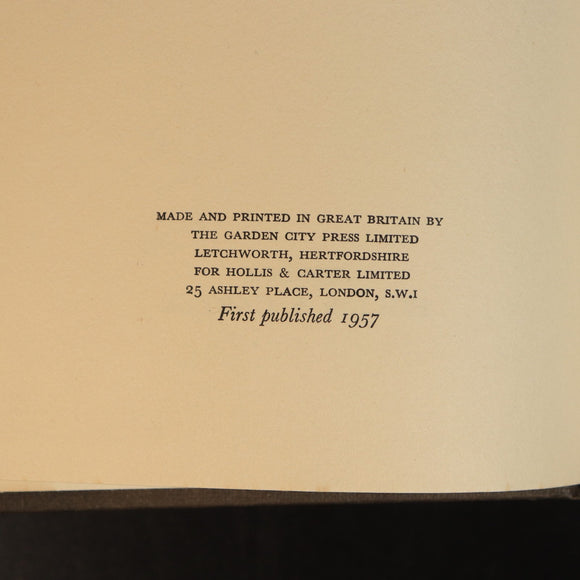 MADE AND PRINTED IN GREAT BRITAIN BY
THE GARDEN CITY PRESS LIMITED
LETCHWORTH, HERTFORDSHIRE
FOR HOLLIS & CARTER LIMITED
25 ASHLEY PLACE, LONDON, S.W.I
First published 1957